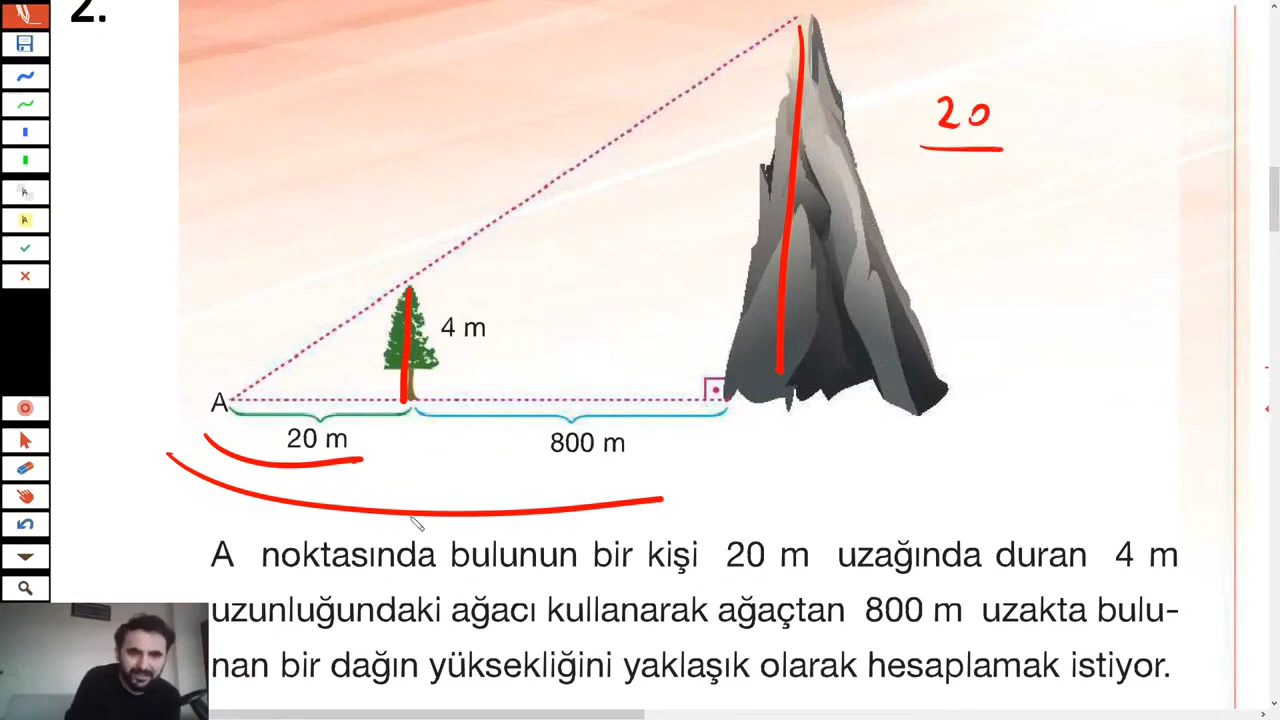 2.
20
4 m
A
20 m
800 m
A noktasında bulunun bir kişi 20 m uzağında duran 4 m
uzunluğundaki ağacı kullanarak ağaçtan 800 m uzakta bulu-
nan bir dağın yüksekliğini yaklaşık olarak hesaplamak istiyor.